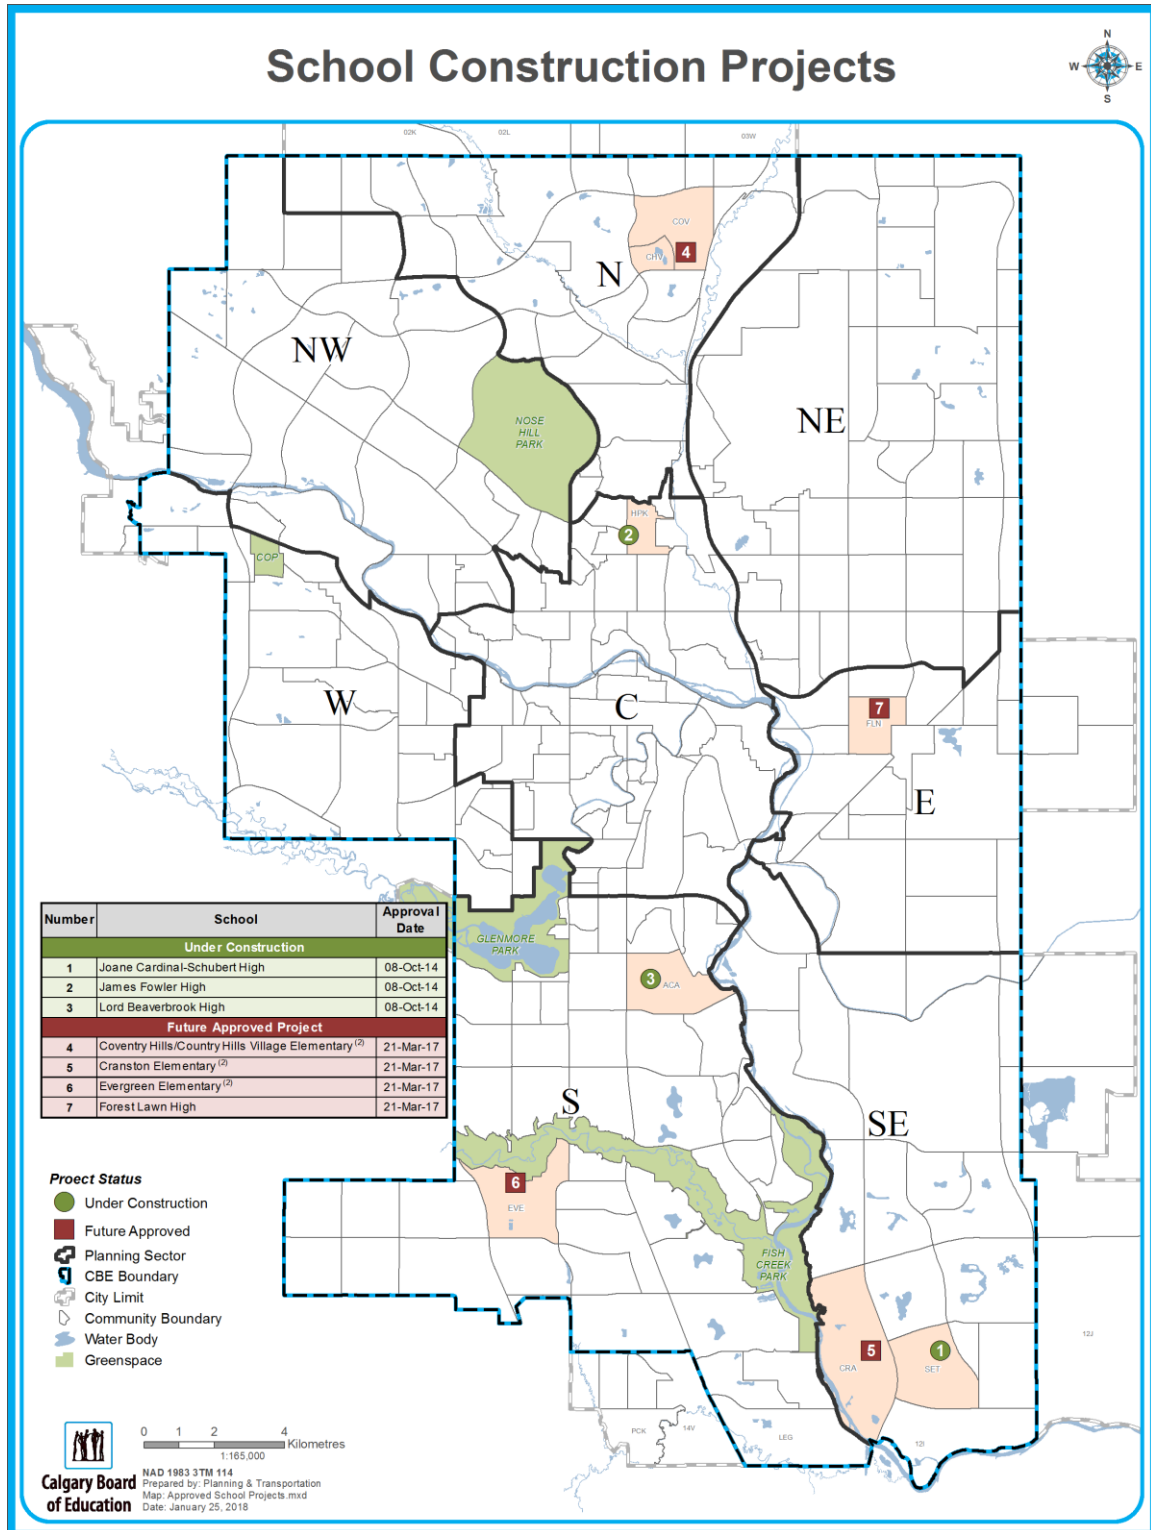 School Construction Projects
N
W E
S
02K 02L 03W
COV
CHV 4
N
NW
NOSE
HILL
PARK
NE
HPK
2
COP
W
C
7
FLN
E
Number School Approval
Date
Under Construction
1 Joane Cardinal-Schubert High 08-Oct-14
2 James Fowler High 08-Oct-14
3 Lord Beaverbrook High 08-Oct-14
Future Approved Project
4 Coventry Hills/Country Hills Village Elementary (2) 21-Mar-17
5 Cranston Elementary (2) 21-Mar-17
6 Evergreen Elementary (2) 21-Mar-17
7 Forest Lawn High 21-Mar-17
GLENMORE
PARK
3
ACA
S
SE
6
EVE
FISH
CREEK
PARK
5
CRA
1
SET
12J
PCK 14V LEG 12I
Proect Status
Under Construction
Future Approved
Planning Sector
CBE Boundary
City Limit
Community Boundary
Water Body
Greenspace
0 1 2 4
Kilometres
1:165,000
Calgary Board
of Education
NAD 1983 3TM 114
Prepared by: Planning & Transportation
Map: Approved School Projects.mxd
Date: January 25, 2018